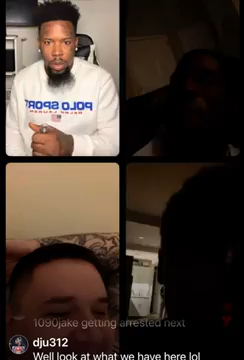 POLO SPORT
1090jake getting arrested next
dju312
Well look at what we have here lol